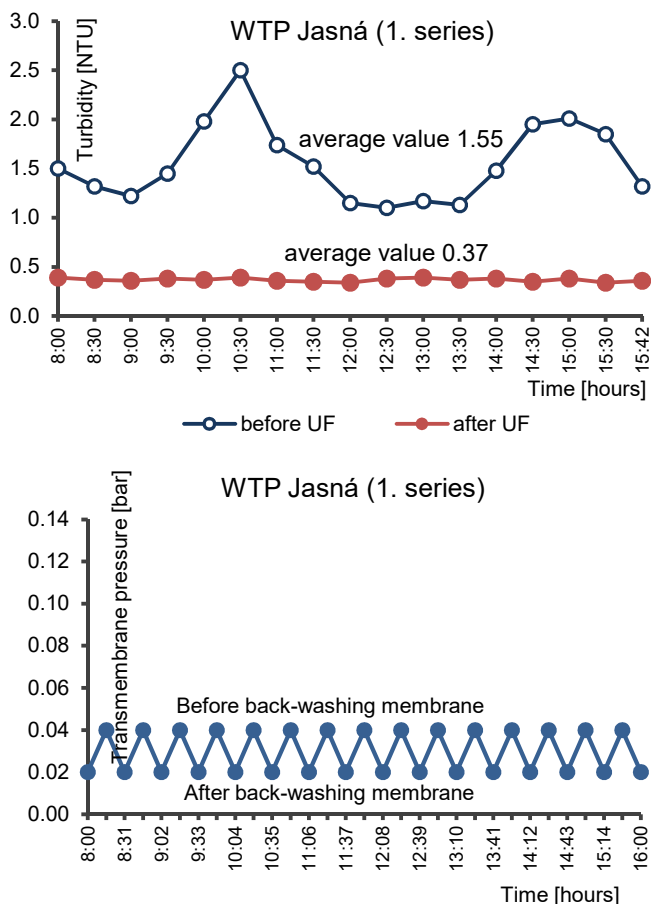 WTP Jasná (1. series)
Turbidity [NTU]
3.0
2.5
2.0
1.5
1.0
0.5
0.0
average value 1.55
average value 0.37
8:00 8:30 9:00 9:30 10:00 10:30 11:00 11:30 12:00 12:30 13:00 13:30 14:00 14:30 15:00 15:30 15:42
Time [hours]
before UF after UF
WTP Jasná (1. series)
Transmembrane pressure [bar]
0.14
0.12
0.10
0.08
0.06
0.04
0.02
0.00
Before back-washing membrane
After back-washing membrane
8:00 8:31 9:02 9:33 10:04 10:35 11:06 11:37 12:08 12:39 13:10 13:41 14:12 14:43 15:14 16:00
Time [hours]